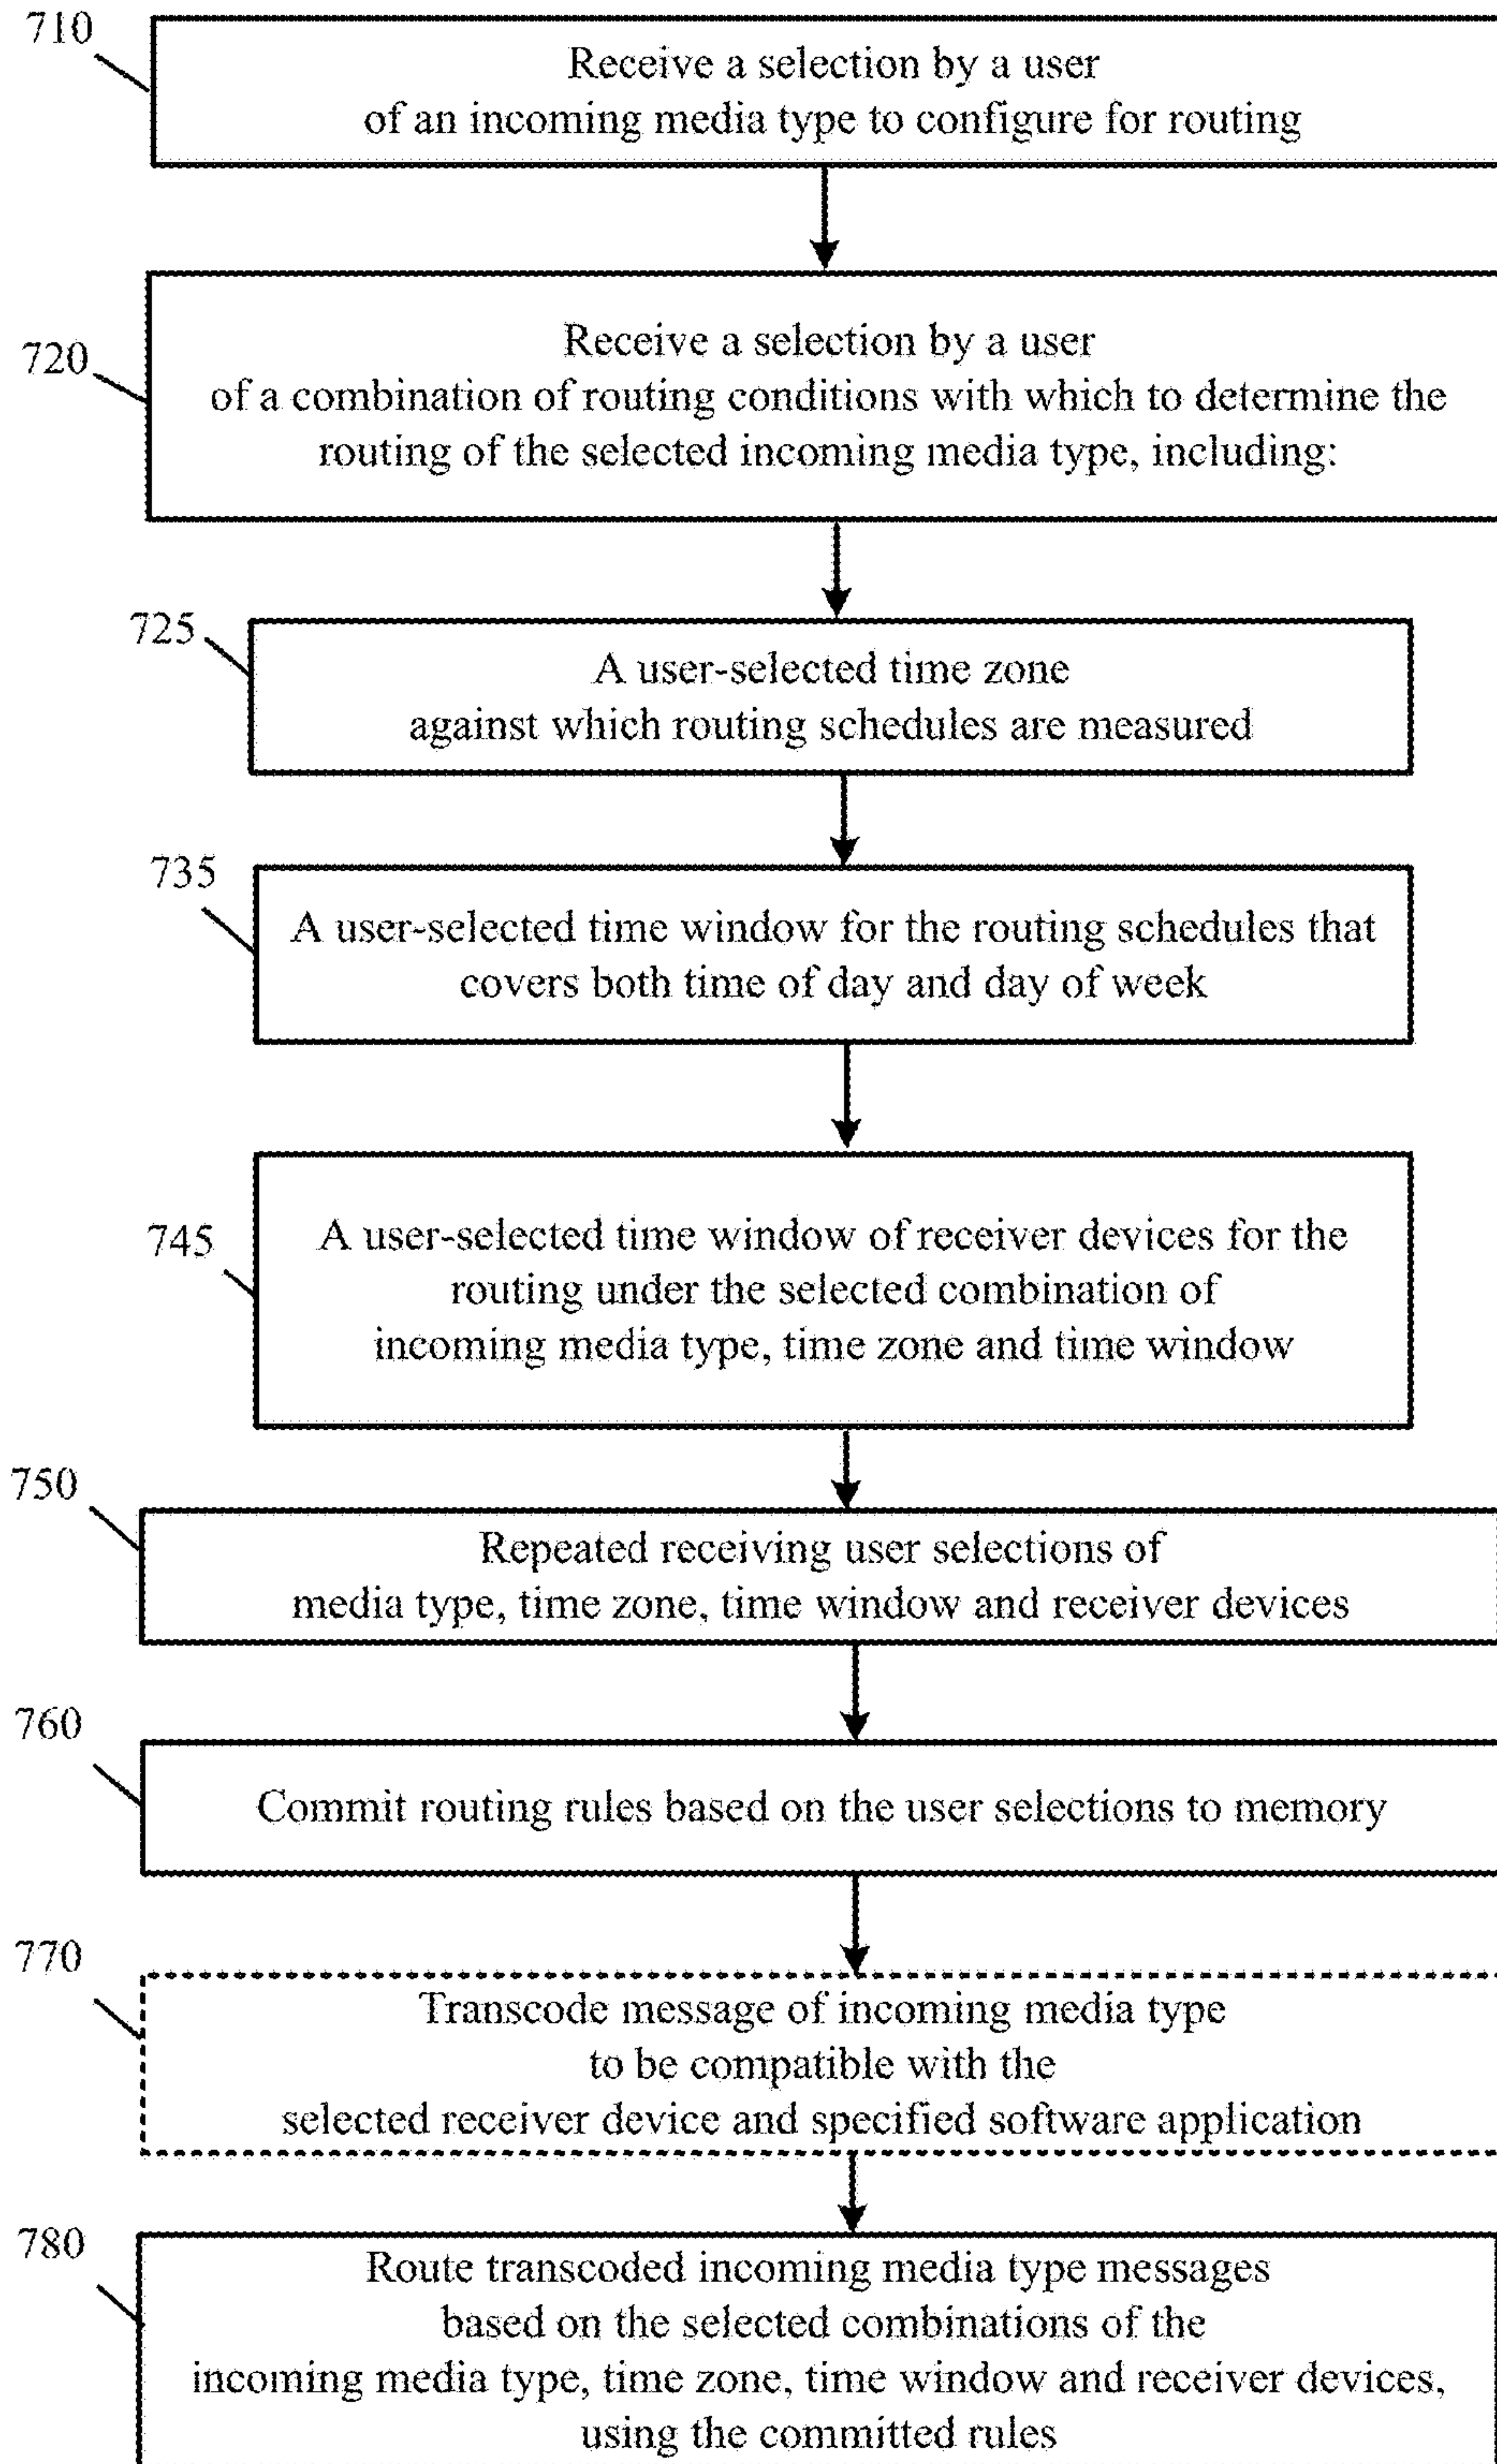 710
Receive a selection by a user
of an incoming media type to configure for routing
720
Receive a selection by a user
of a combination of routing conditions with which to determine the
routing of the selected incoming media type, including:
725
A user-selected time zone
against which routing schedules are measured
735
A user-selected time window for the routing schedules that
covers both time of day and day of week
745
A user-selected time window of receiver devices for the
routing under the selected combination of
incoming media type, time zone and time window
750
Repeated receiving user selections of
media type, time zone, time window and receiver devices
760
Commit routing rules based on the user selections to memory
770
Transcode message of incoming media type
to be compatible with the
selected receiver device and specified software application
780
Route transcoded incoming media type messages
based on the selected combinations of the
incoming media type, time zone, time window and receiver devices,
using the committed rules